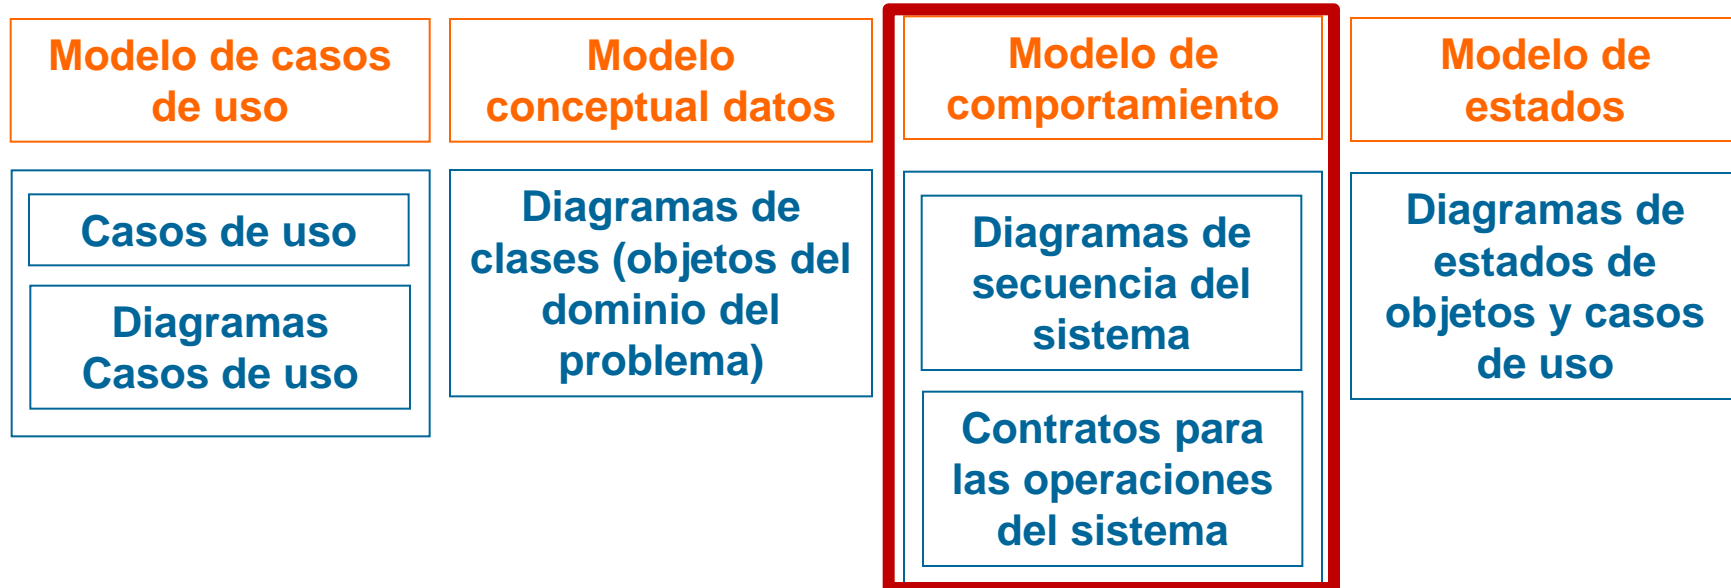 Modelo de casos
de uso
Casos de uso
Diagramas
Casos de uso
Modelo
conceptual datos
Diagramas de
clases (objetos del
dominio del
problema)
Modelo de
comportamiento
Diagramas de
secuencia del
sistema
Contratos para
las operaciones
del sistema
Modelo de
estados
Diagramas de
estados de
objetos y casos
de uso